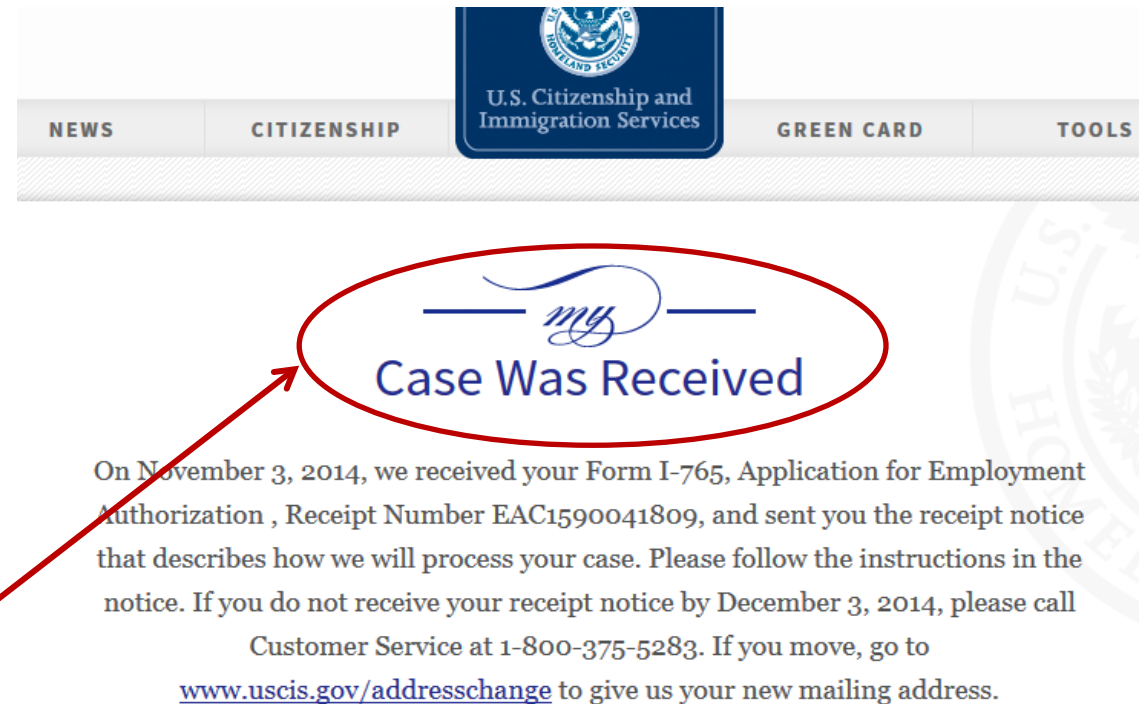 U.S. Citizenship and
Immigration Services
NEWS CITIZENSHIP GREEN CARD TOOLS
my
Case Was Received
On November 3, 2014, we received your Form I-765, Application for Employment
Authorization , Receipt Number EAC1590041809, and sent you the receipt notice
that describes how we will process your case. Please follow the instructions in the
notice. If you do not receive your receipt notice by December 3, 2014, please call
Customer Service at 1-800-375-5283. If you move, go to
www.uscis.gov/addresschange to give us your new mailing address.